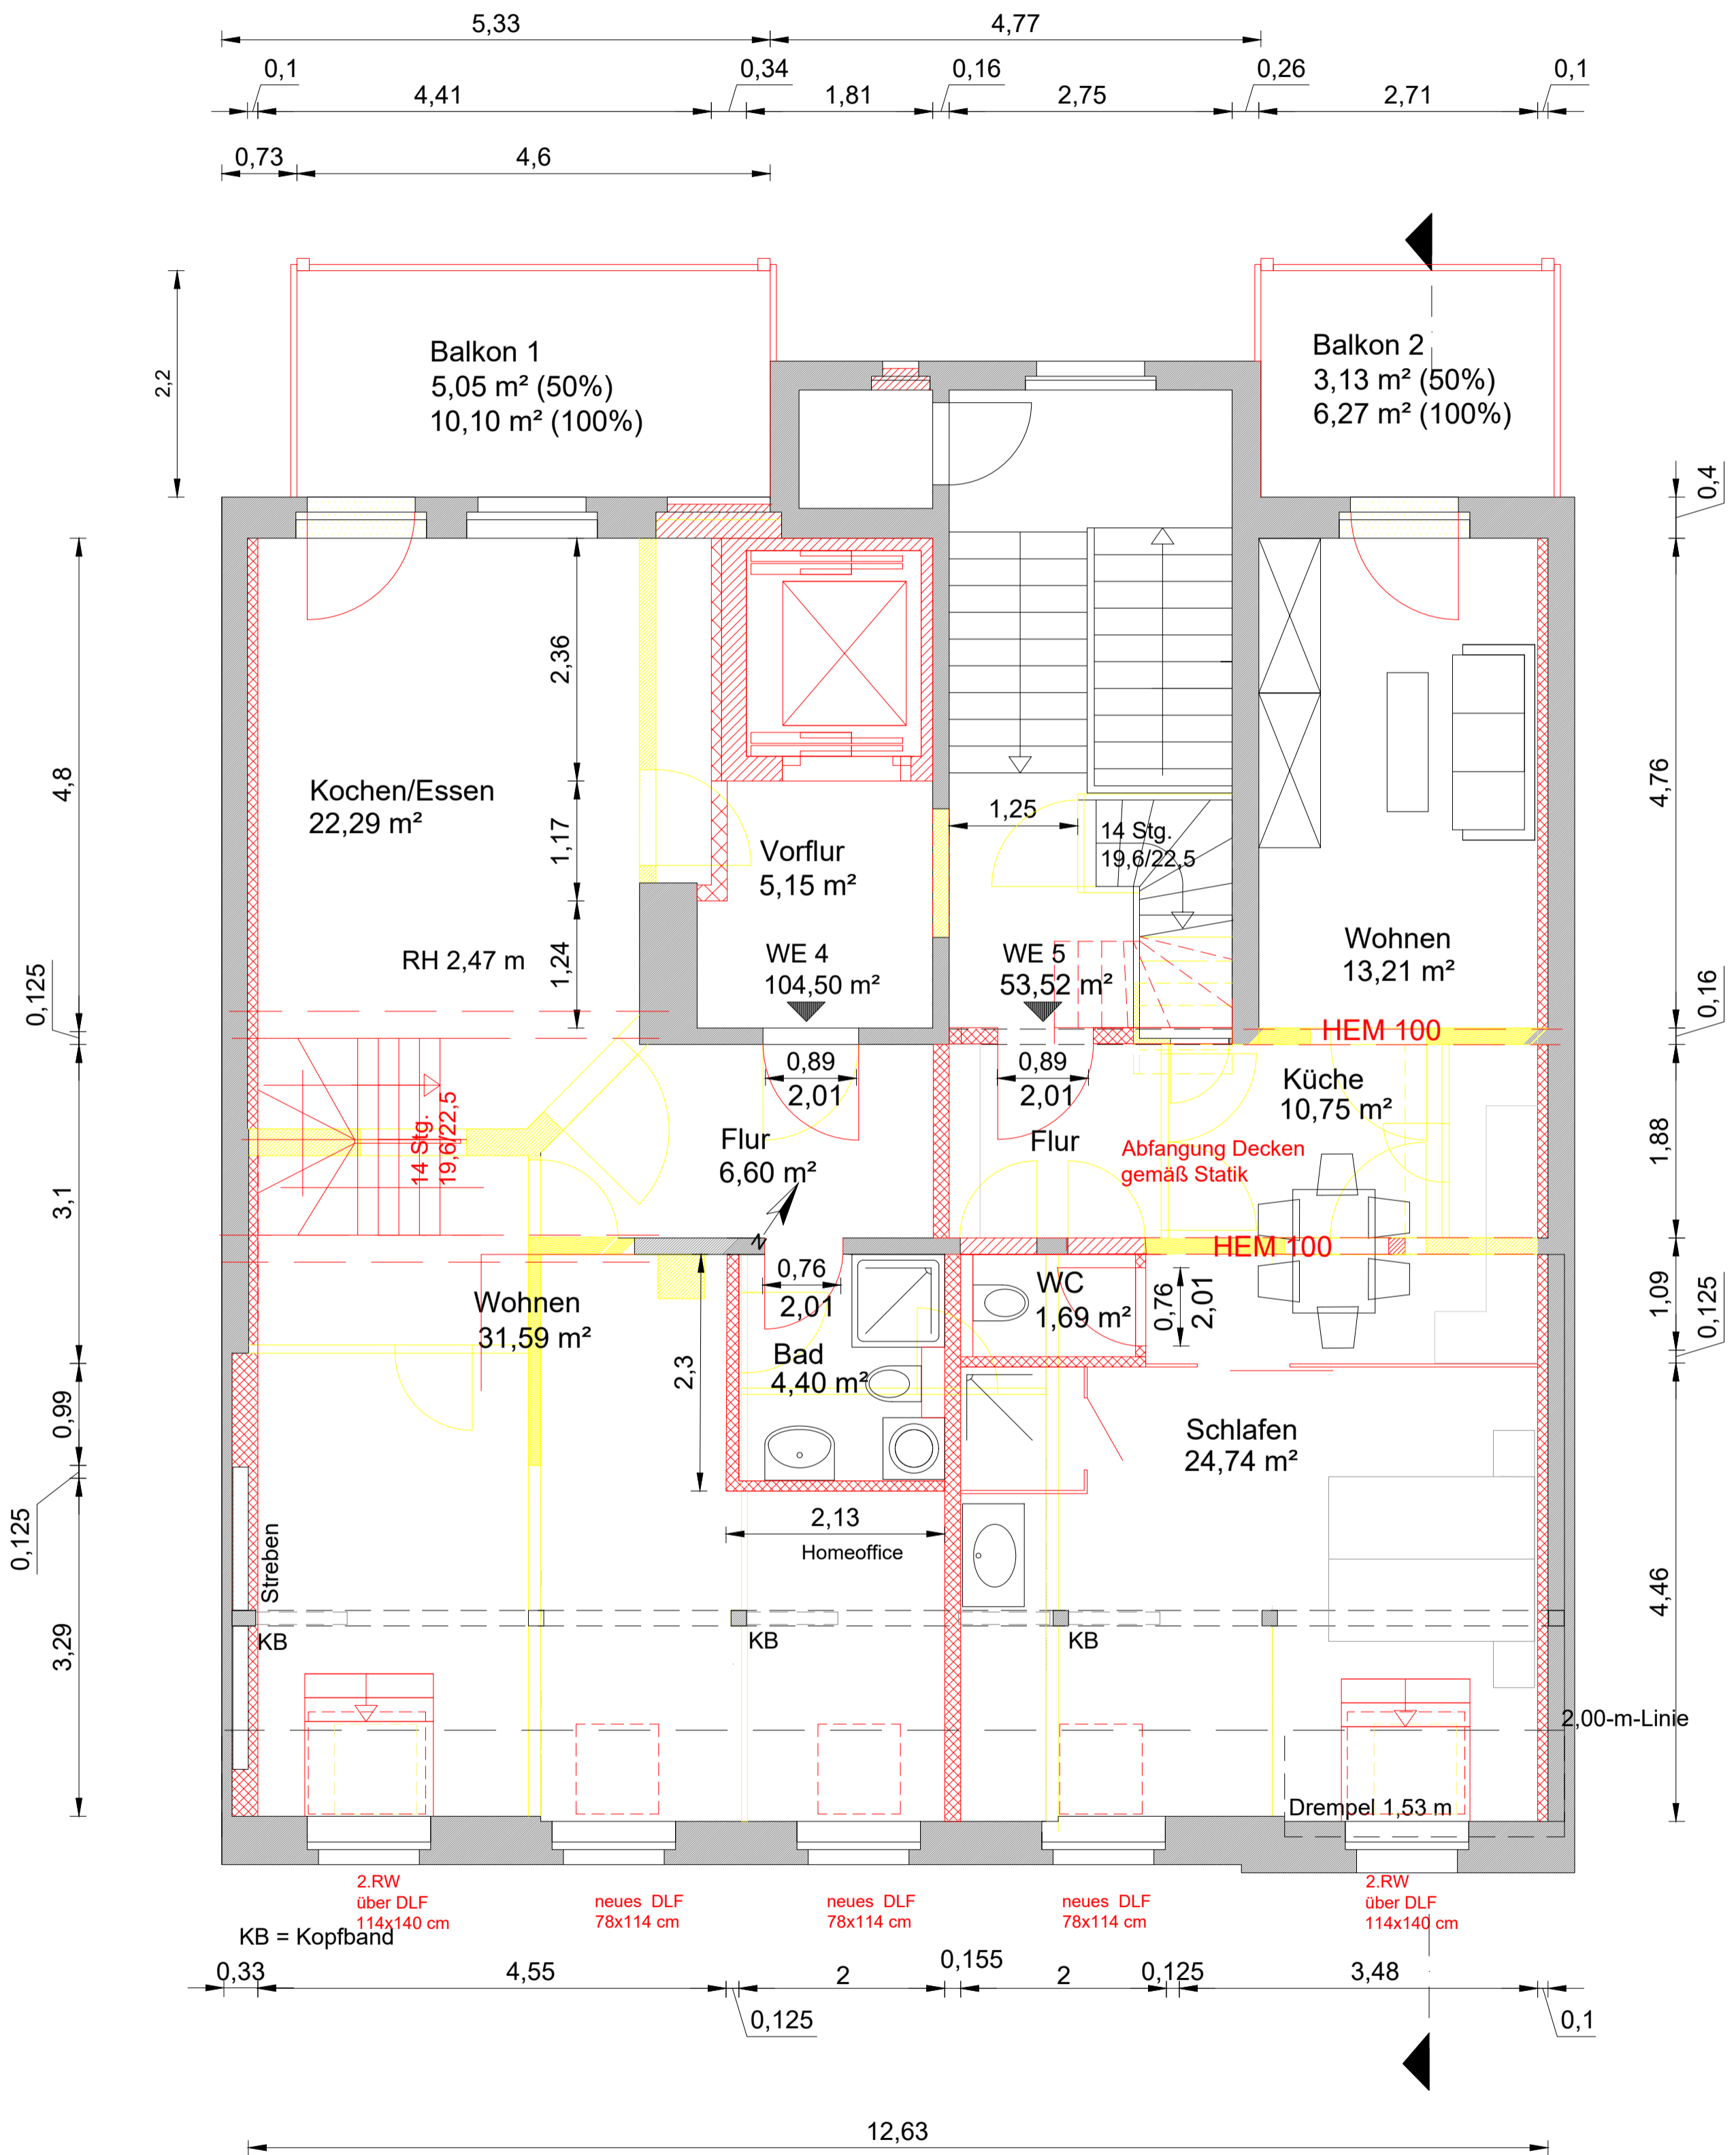 5,33
4,77
0,1
0,34
0,16
0,26
0,1
4,41
1,81
2,75
2,71
0,73
4,6
2,2
Balkon 1
5,05 m² (50%)
10,10 m² (100%)
Balkon 2
3,13 m² (50%)
6,27 m² (100%)
0,4
4,8
2,36
4,76
Kochen/Essen
22,29 m²
1,17
1,25
14 Stg.
19,6/22,5
Vorflur
5,15 m²
RH 2,47 m
1,24
WE 4
104,50 m²
WE 5
53,52 m²
Wohnen
13,21 m²
0,125
0,16
HEM 100
0,89
2,01
0,89
2,01
Küche
10,75 m²
14 Stg.
19,6/22,5
Flur
6,60 m²
Flur
Abfangung Decken
gemäß Statik
1,88
3,1
N
HEM 100
0,76
2,01
WC
1,69 m²
0,76
2,01
1,09
0,125
Wohnen
31,59 m²
2,3
Bad
4,40 m²
0,99
Schlafen
24,74 m²
0,125
2,13
Homeoffice
Streben
4,46
KB
KB
KB
3,29
2,00-m-Linie
Drempel 1,53 m
2.RW
über DLF
114x140 cm
neues DLF
78x114 cm
neues DLF
78x114 cm
neues DLF
78x114 cm
2.RW
über DLF
114x140 cm
KB = Kopfband
0,33
4,55
2
0,155
2
0,125
3,48
0,125
0,1
12,63